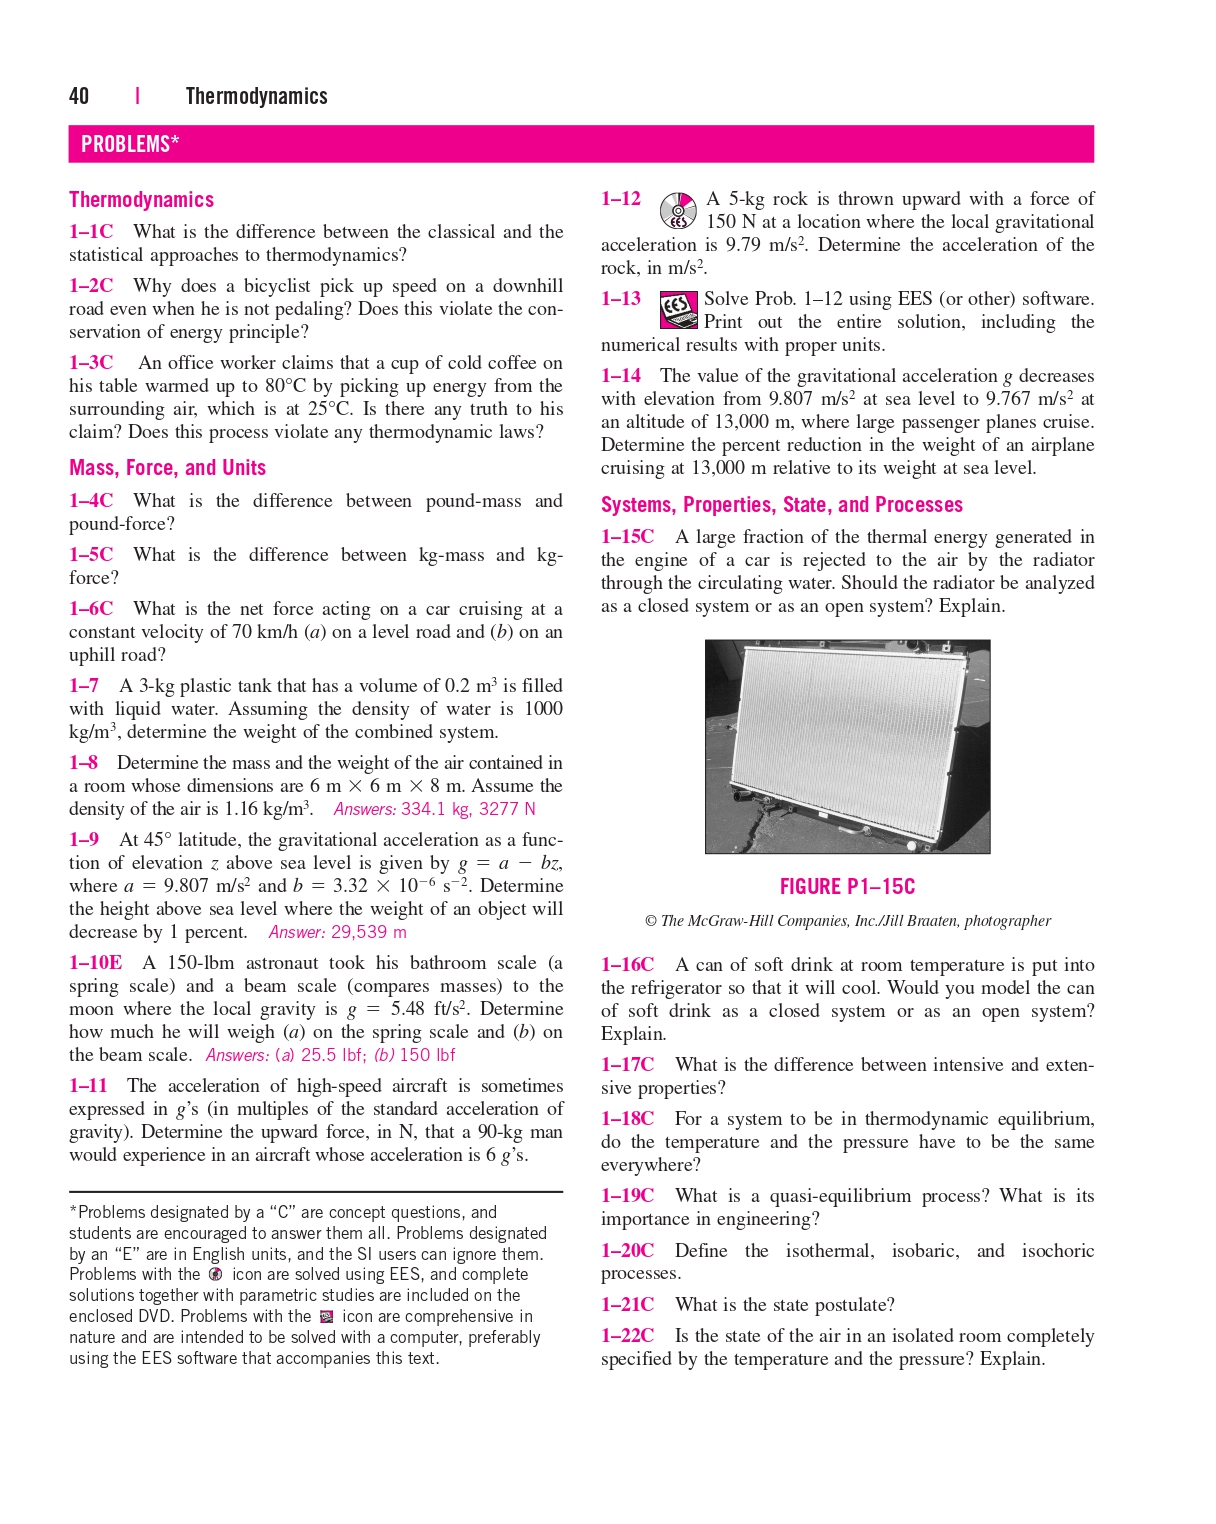 40 | Thermodynamics
PROBLEMS*
Thermodynamics
1–1C What is the difference between the classical and the
statistical approaches to thermodynamics?
1–2C Why does a bicyclist pick up speed on a downhill
road even when he is not pedaling? Does this violate the con-
servation of energy principle?
1–3C An office worker claims that a cup of cold coffee on
his table warmed up to 80°C by picking up energy from the
surrounding air, which is at 25°C. Is there any truth to his
claim? Does this process violate any thermodynamic laws?
Mass, Force, and Units
1–4C What is the difference between pound-mass and
pound-force?
1–5C What is the difference between kg-mass and kg-
force?
1–6C What is the net force acting on a car cruising at a
constant velocity of 70 km/h (a) on a level road and (b) on an
uphill road?
1–7 A 3-kg plastic tank that has a volume of 0.2 m³ is filled
with liquid water. Assuming the density of water is 1000
kg/m³, determine the weight of the combined system.
1–8 Determine the mass and the weight of the air contained in
a room whose dimensions are 6 m × 6 m × 8 m. Assume the
density of the air is 1.16 kg/m³. Answers: 334.1 kg, 3277 N
1–9 At 45° latitude, the gravitational acceleration as a func-
tion of elevation z above sea level is given by g = a − bz,
where a = 9.807 m/s² and b = 3.32 × 10⁻⁶ s⁻². Determine
the height above sea level where the weight of an object will
decrease by 1 percent. Answer: 29,539 m
1–10E A 150-lbm astronaut took his bathroom scale (a
spring scale) and a beam scale (compares masses) to the
moon where the local gravity is g = 5.48 ft/s². Determine
how much he will weigh (a) on the spring scale and (b) on
the beam scale. Answers: (a) 25.5 lbf; (b) 150 lbf
1–11 The acceleration of high-speed aircraft is sometimes
expressed in g’s (in multiples of the standard acceleration of
gravity). Determine the upward force, in N, that a 90-kg man
would experience in an aircraft whose acceleration is 6 g’s.
*Problems designated by a “C” are concept questions, and
students are encouraged to answer them all. Problems designated
by an “E” are in English units, and the SI users can ignore them.
Problems with the icon are solved using EES, and complete
solutions together with parametric studies are included on the
enclosed DVD. Problems with the icon are comprehensive in
nature and are intended to be solved with a computer, preferably
using the EES software that accompanies this text.
1–12 EES A 5-kg rock is thrown upward with a force of
150 N at a location where the local gravitational
acceleration is 9.79 m/s². Determine the acceleration of the
rock, in m/s².
1–13 EES Solve Prob. 1–12 using EES (or other) software.
Print out the entire solution, including the
numerical results with proper units.
1–14 The value of the gravitational acceleration g decreases
with elevation from 9.807 m/s² at sea level to 9.767 m/s² at
an altitude of 13,000 m, where large passenger planes cruise.
Determine the percent reduction in the weight of an airplane
cruising at 13,000 m relative to its weight at sea level.
Systems, Properties, State, and Processes
1–15C A large fraction of the thermal energy generated in
the engine of a car is rejected to the air by the radiator
through the circulating water. Should the radiator be analyzed
as a closed system or as an open system? Explain.
FIGURE P1–15C
© The McGraw-Hill Companies, Inc./Jill Braaten, photographer
1–16C A can of soft drink at room temperature is put into
the refrigerator so that it will cool. Would you model the can
of soft drink as a closed system or as an open system?
Explain.
1–17C What is the difference between intensive and exten-
sive properties?
1–18C For a system to be in thermodynamic equilibrium,
do the temperature and the pressure have to be the same
everywhere?
1–19C What is a quasi-equilibrium process? What is its
importance in engineering?
1–20C Define the isothermal, isobaric, and isochoric
processes.
1–21C What is the state postulate?
1–22C Is the state of the air in an isolated room completely
specified by the temperature and the pressure? Explain.